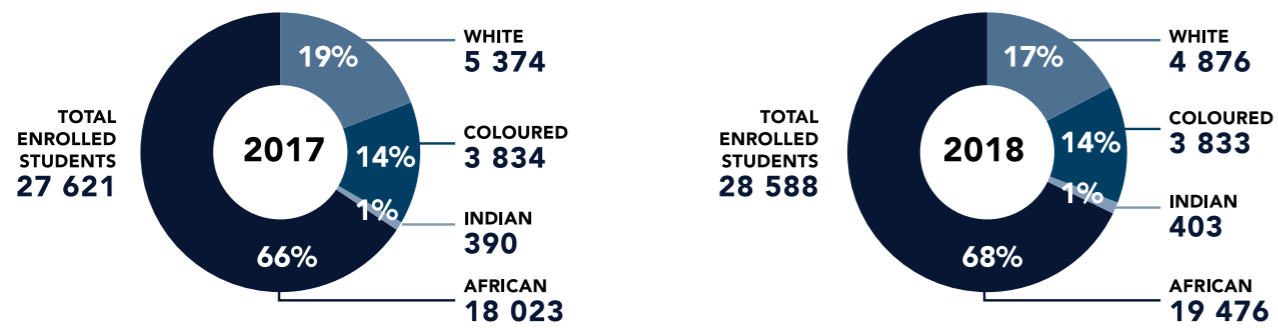 TOTAL
ENROLLED
STUDENTS
27 621
2017
19%
14%
1%
66%
WHITE
5 374
COLOURED
3 834
INDIAN
390
AFRICAN
18 023
TOTAL
ENROLLED
STUDENTS
28 588
2018
17%
14%
1%
68%
WHITE
4 876
COLOURED
3 833
INDIAN
403
AFRICAN
19 476